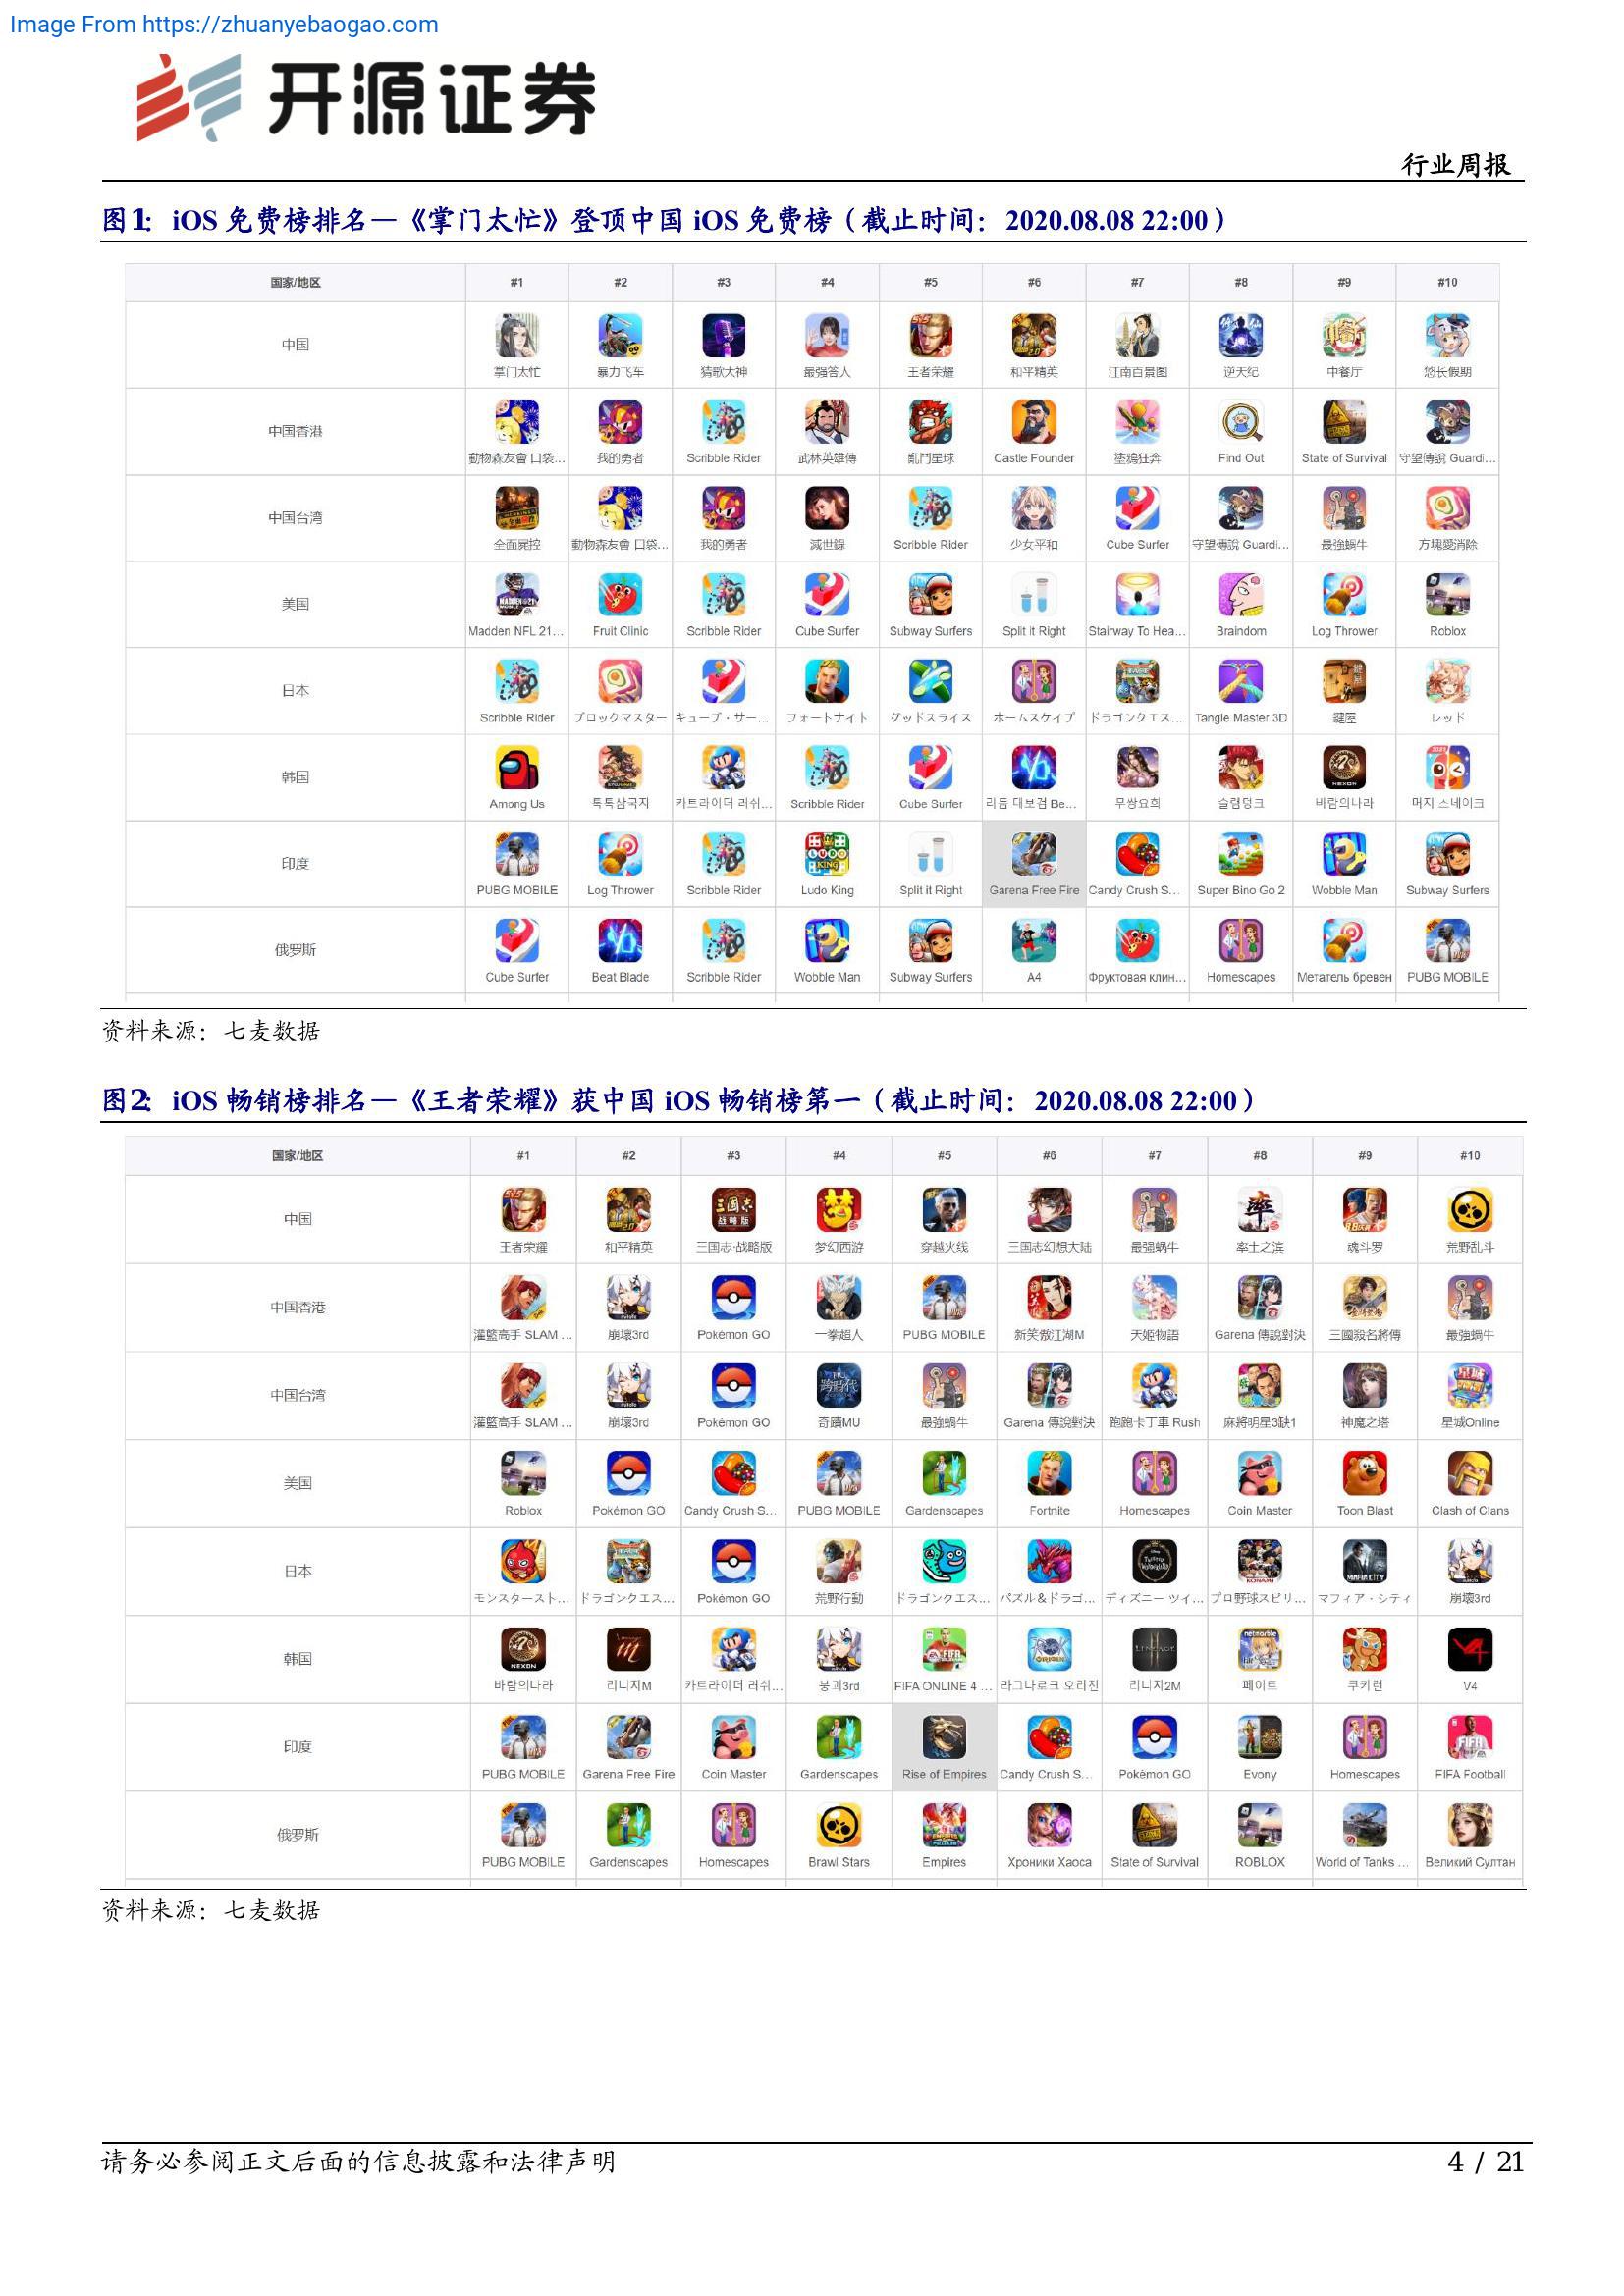 Image From https://zhuanyebaogao.com
开源证券
行业周报
图1: iOS 免费榜排名—《掌门太忙》登顶中国 iOS 免费榜（截止时间：2020.08.08 22:00）
国家/地区 #1 #2 #3 #4 #5 #6 #7 #8 #9 #10
中国 掌门太忙 暴力飞车 猜歌大神 最强答人 王者荣耀 和平精英 江南百景图 逆天纪 中餐厅 悠长假期
中国香港 動物森友會 口袋... 我的勇者 Scribble Rider 武林英雄傳 亂鬥星球 Castle Founder 塗鴉狂奔 Find Out State of Survival 守望傳說 Guardi...
中国台湾 全面屍控 動物森友會 口袋... 我的勇者 滅世錄 Scribble Rider 少女平和 Cube Surfer 守望傳說 Guardi... 最強蝸牛 方塊愛消除
美国 Madden NFL 21... Fruit Clinic Scribble Rider Cube Surfer Subway Surfers Split it Right Stairway To Hea... Braindom Log Thrower Roblox
日本 Scribble Rider ブロックマスター キューブ・サー... フォートナイト グッドスライス ホームスケイプ ドラゴンクエス... Tangle Master 3D 鍵屋 レッド
韩国 Among Us 톡톡삼국지 카트라이더 러쉬... Scribble Rider Cube Surfer 리듬 대보검 Be... 무쌍요희 슬램덩크 바람의나라 머지 스네이크
印度 PUBG MOBILE Log Thrower Scribble Rider Ludo King Split it Right Garena Free Fire Candy Crush S... Super Bino Go 2 Wobble Man Subway Surfers
俄罗斯 Cube Surfer Beat Blade Scribble Rider Wobble Man Subway Surfers A4 Фруктовая клин... Homescapes Метатель бревен PUBG MOBILE
资料来源：七麦数据
图2: iOS 畅销榜排名—《王者荣耀》获中国 iOS 畅销榜第一（截止时间：2020.08.08 22:00）
国家/地区 #1 #2 #3 #4 #5 #6 #7 #8 #9 #10
中国 王者荣耀 和平精英 三国志·战略版 梦幻西游 穿越火线 三国志幻想大陆 最强蜗牛 率土之滨 魂斗罗 荒野乱斗
中国香港 灌籃高手 SLAM ... 崩壞3rd Pokémon GO 一拳超人 PUBG MOBILE 新笑傲江湖M 天姬物語 Garena 傳說對決 三國殺名將傳 最強蝸牛
中国台湾 灌籃高手 SLAM ... 崩壞3rd Pokémon GO 奇蹟MU 最強蝸牛 Garena 傳說對決 跑跑卡丁車 Rush 麻將明星3缺1 神魔之塔 星城Online
美国 Roblox Pokémon GO Candy Crush S... PUBG MOBILE Gardenscapes Fortnite Homescapes Coin Master Toon Blast Clash of Clans
日本 モンスタースト... ドラゴンクエス... Pokémon GO 荒野行動 ドラゴンクエス... パズル＆ドラゴ... ディズニー ツイ... プロ野球スピリ... マフィア・シティ 崩壊3rd
韩国 바람의나라 리니지M 카트라이더 러쉬... 붕괴3rd FIFA ONLINE 4 ... 라그나로크 오리진 리니지2M 페이트 쿠키런 V4
印度 PUBG MOBILE Garena Free Fire Coin Master Gardenscapes Rise of Empires Candy Crush S... Pokémon GO Evony Homescapes FIFA Football
俄罗斯 PUBG MOBILE Gardenscapes Homescapes Brawl Stars Empires Хроники Хаоса State of Survival ROBLOX World of Tanks ... Великий Султан
资料来源：七麦数据
请务必参阅正文后面的信息披露和法律声明
4 / 21